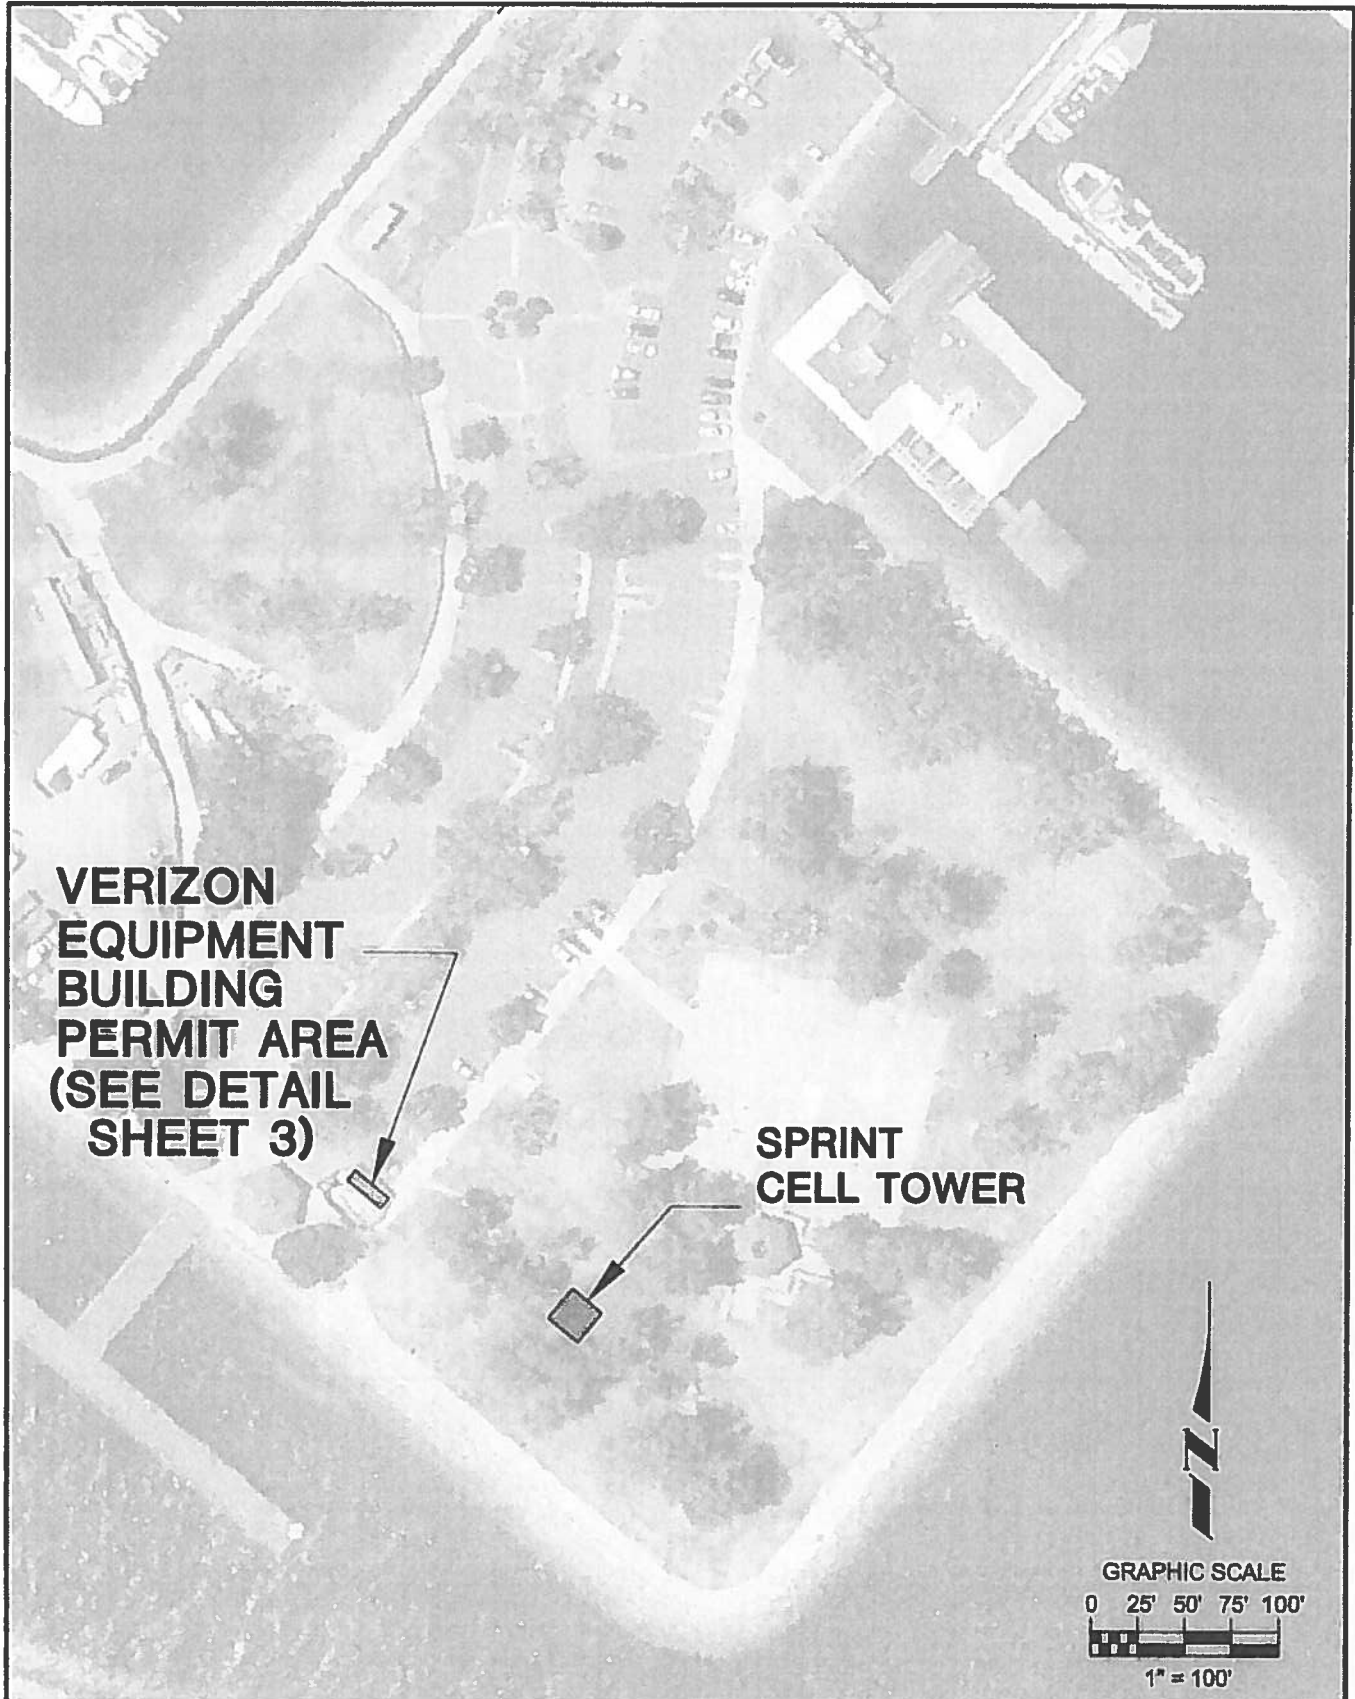 VERIZON
EQUIPMENT
BUILDING
PERMIT AREA
(SEE DETAIL
SHEET 3)
SPRINT
CELL TOWER
N
GRAPHIC SCALE
0 25' 50' 75' 100'
1" = 100'